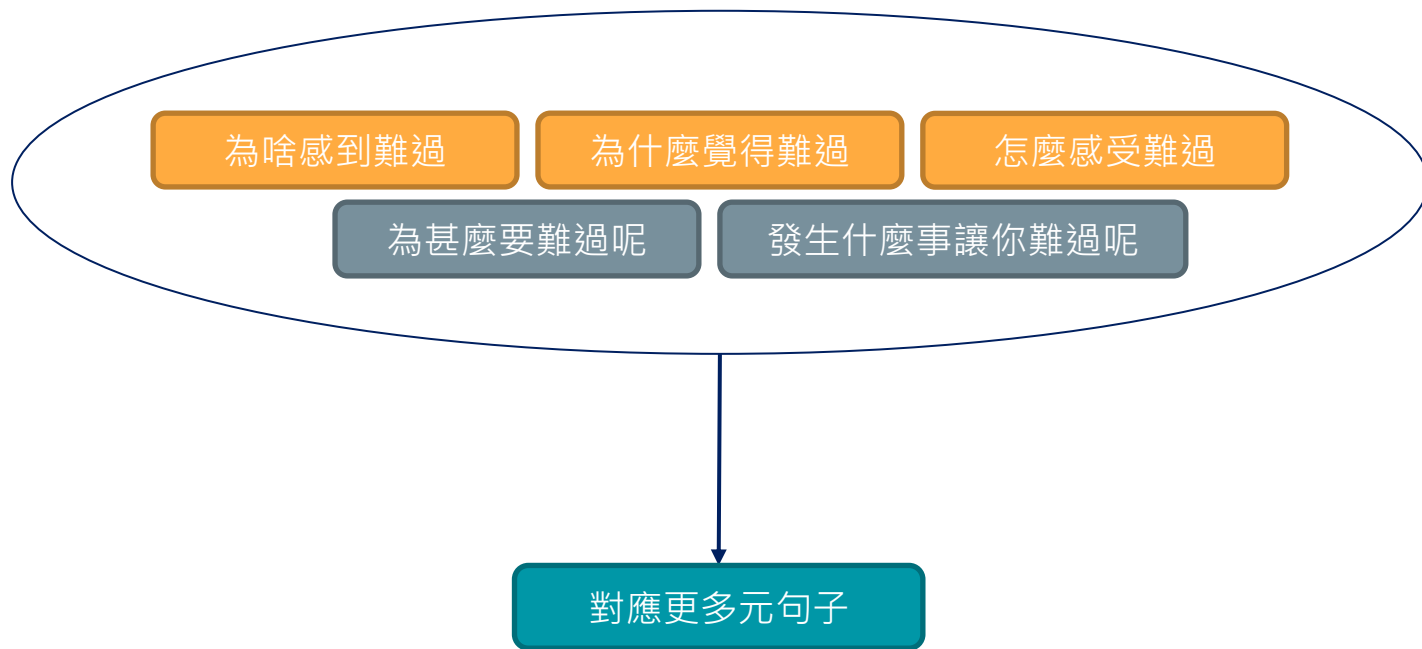 為啥感到難過
為什麼覺得難過
怎麼感受難過
為甚麼要難過呢
發生什麼事讓你難過呢
對應更多元句子